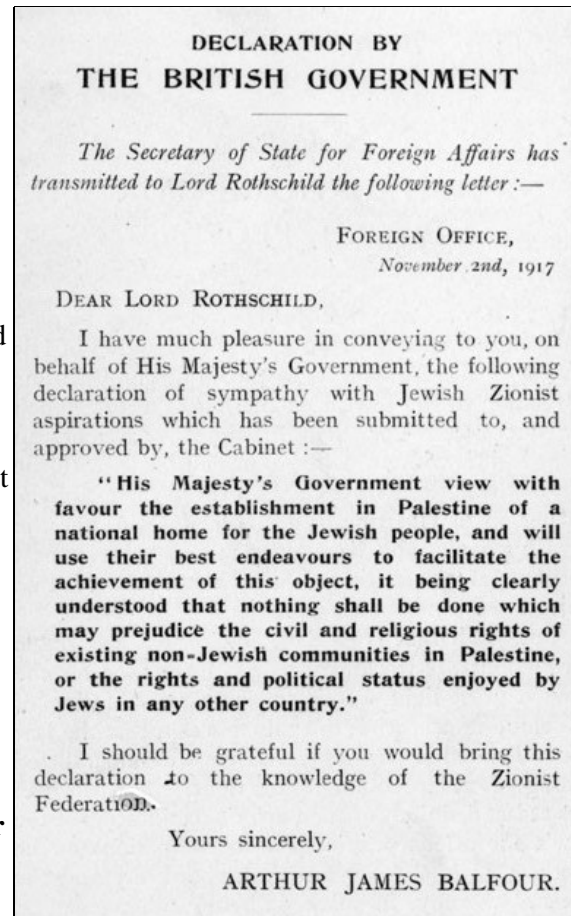 DECLARATION BY
THE BRITISH GOVERNMENT
The Secretary of State for Foreign Affairs has
transmitted to Lord Rothschild the following letter :—
FOREIGN OFFICE,
November 2nd, 1917
DEAR LORD ROTHSCHILD,
I have much pleasure in conveying to you, on
behalf of His Majesty's Government, the following
declaration of sympathy with Jewish Zionist
aspirations which has been submitted to, and
approved by, the Cabinet :—
"His Majesty's Government view with
favour the establishment in Palestine of a
national home for the Jewish people, and will
use their best endeavours to facilitate the
achievement of this object, it being clearly
understood that nothing shall be done which
may prejudice the civil and religious rights of
existing non-Jewish communities in Palestine,
or the rights and political status enjoyed by
Jews in any other country."
I should be grateful if you would bring this
declaration to the knowledge of the Zionist
Federation.
Yours sincerely,
ARTHUR JAMES BALFOUR.